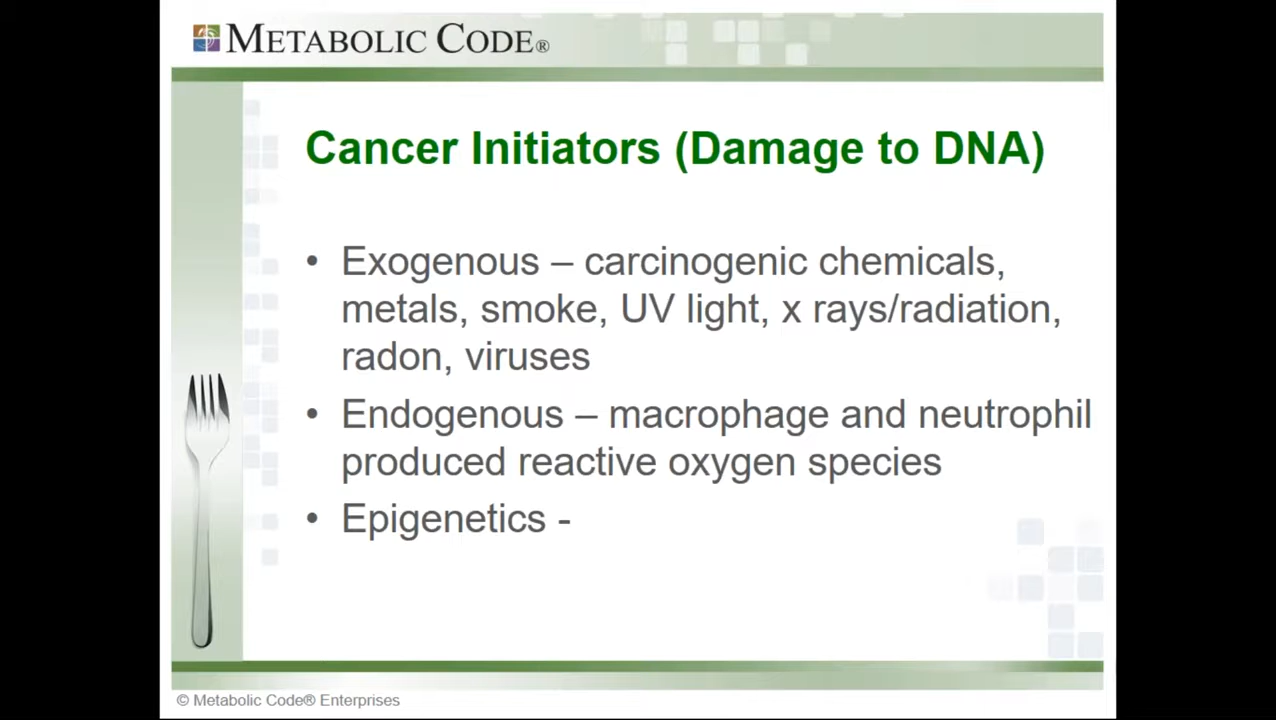 METABOLIC CODE®
Cancer Initiators (Damage to DNA)
• Exogenous – carcinogenic chemicals,
metals, smoke, UV light, x rays/radiation,
radon, viruses
• Endogenous – macrophage and neutrophil
produced reactive oxygen species
• Epigenetics -
© Metabolic Code® Enterprises